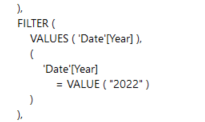 ),
FILTER (
VALUES ( 'Date'[Year] ),
(
'Date'[Year]
= VALUE ( "2022" )
)
),